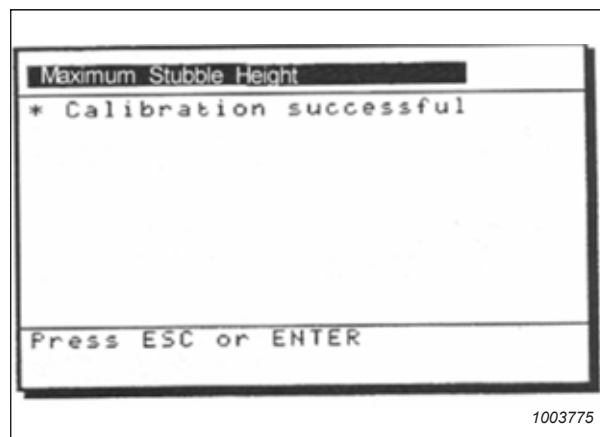 Maximum Stubble Height
* Calibration successful
Press ESC or ENTER
1003775